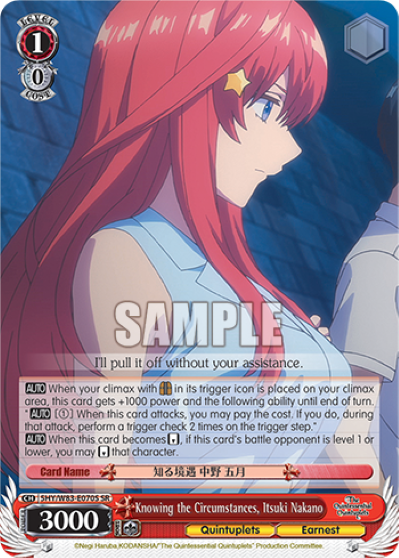 LEVEL
1
0
COST
SAMPLE
I'll pull it off without your assistance.
AUTO When your climax with in its trigger icon is placed on your climax
area, this card gets +1000 power and the following ability until end of turn.
"AUTO [(1)] When this card attacks, you may pay the cost. If you do, during
that attack, perform a trigger check 2 times on the trigger step."
AUTO When this card becomes , if this card's battle opponent is level 1 or
lower, you may that character.
Card Name 知る境遇 中野 五月
CH 5HY/W83-E070S SR
Knowing the Circumstances, Itsuki Nakano
The Quintessential Quintuplets
3000
Quintuplets Earnest
©Negi Haruba,KODANSHA/"The Quintessential Quintuplets" Production Committee